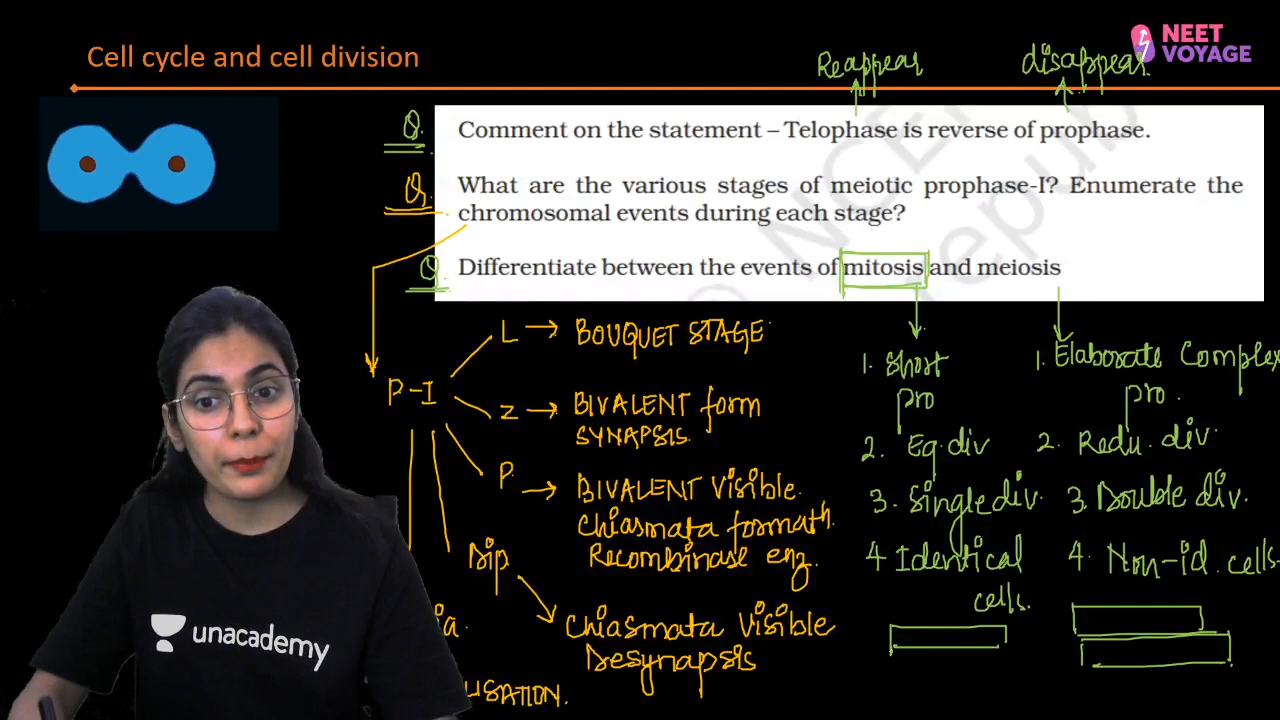 Cell cycle and cell division
NEET
VOYAGE
Reappear
disappear
Q. Comment on the statement – Telophase is reverse of prophase.
Q. What are the various stages of meiotic prophase-I? Enumerate the
chromosomal events during each stage?
Q Differentiate between the events of mitosis and meiosis
P-I
L → BOUQUET STAGE
Z → BIVALENT form
SYNAPSIS.
P → BIVALENT Visible.
Chiasmata formath.
Recombinase enz.
Dip
Chiasmata Visible
Desynapsis
ia.
LISATION.
1. Short
pro
2. Eq. div
3. Single div.
4 Identical
cells.
1. Elaborate Complex
pro.
2. Redu. div.
3. Double div.
4. Non-id. cells.
unacademy